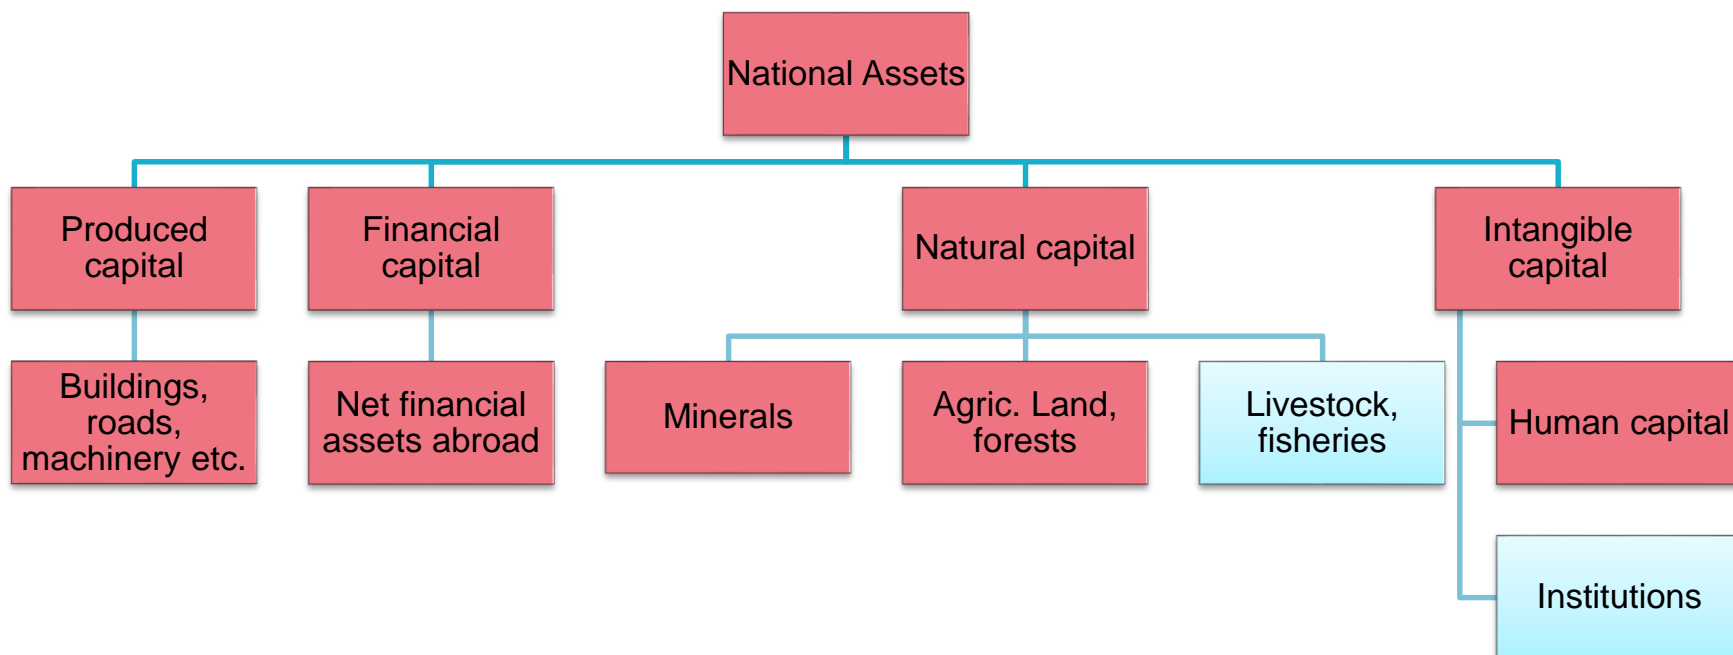 National Assets
Produced
capital
Financial
capital
Natural capital
Intangible
capital
Buildings,
roads,
machinery etc.
Net financial
assets abroad
Minerals
Agric. Land,
forests
Livestock,
fisheries
Human capital
Institutions